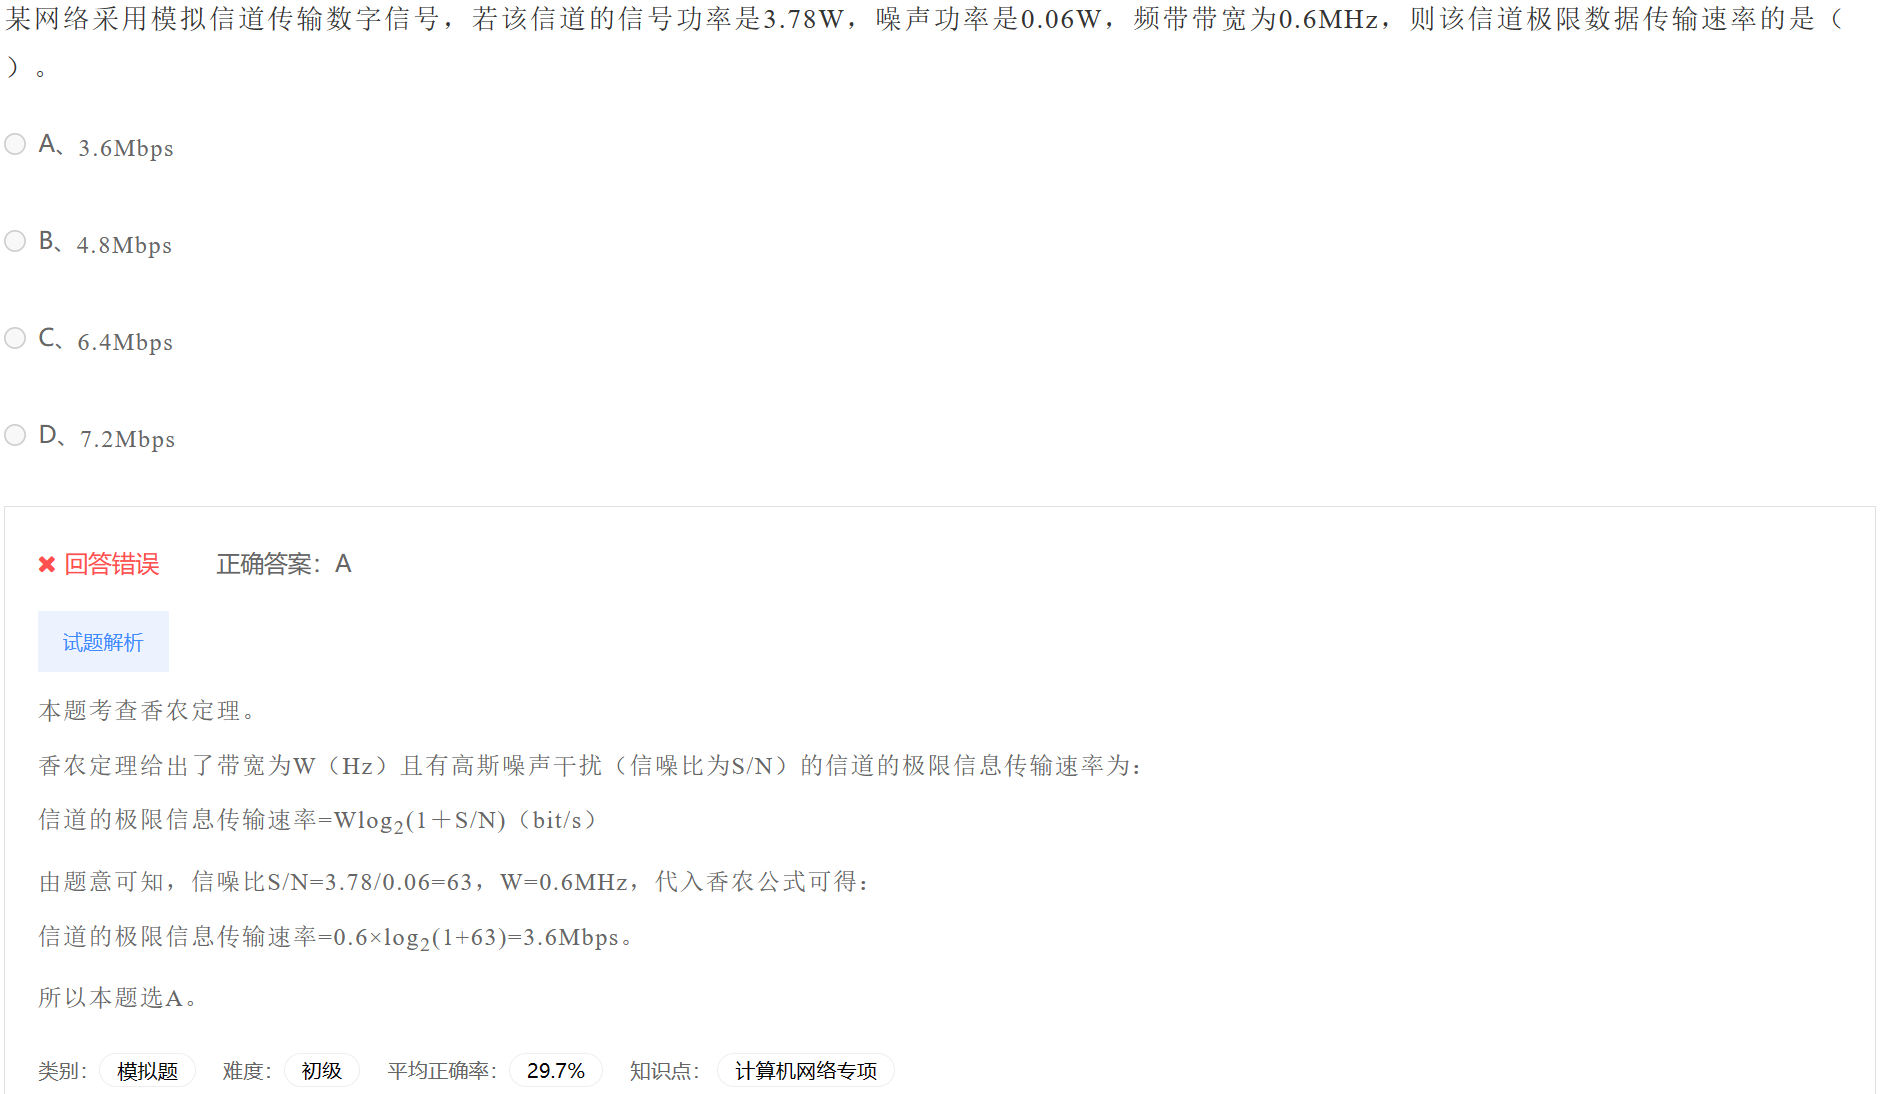 某网络采用模拟信道传输数字信号，若该信道的信号功率是3.78W，噪声功率是0.06W，频带带宽为0.6MHz，则该信道极限数据传输速率的是（
）。
A、3.6Mbps
B、4.8Mbps
C、6.4Mbps
D、7.2Mbps
✖ 回答错误 正确答案：A
试题解析
本题考查香农定理。
香农定理给出了带宽为W（Hz）且有高斯噪声干扰（信噪比为S/N）的信道的极限信息传输速率为：
信道的极限信息传输速率=Wlog₂(1＋S/N)（bit/s）
由题意可知，信噪比S/N=3.78/0.06=63，W=0.6MHz，代入香农公式可得：
信道的极限信息传输速率=0.6×log₂(1+63)=3.6Mbps。
所以本题选A。
类别： 模拟题 难度： 初级 平均正确率： 29.7% 知识点： 计算机网络专项